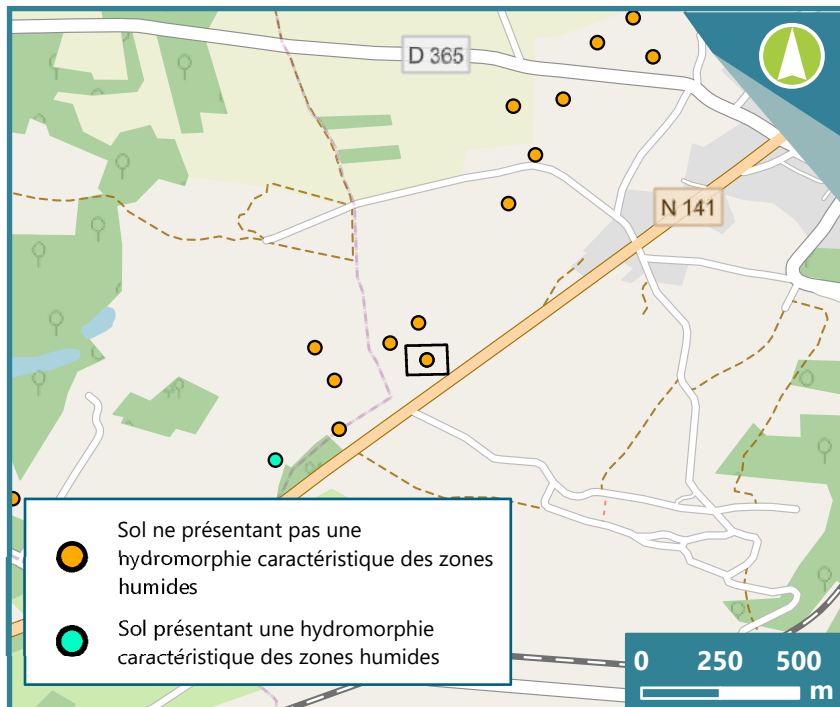 D 365
N 141
Sol ne présentant pas une
hydromorphie caractéristique des zones
humides
Sol présentant une hydromorphie
caractéristique des zones humides
0 250 500
m